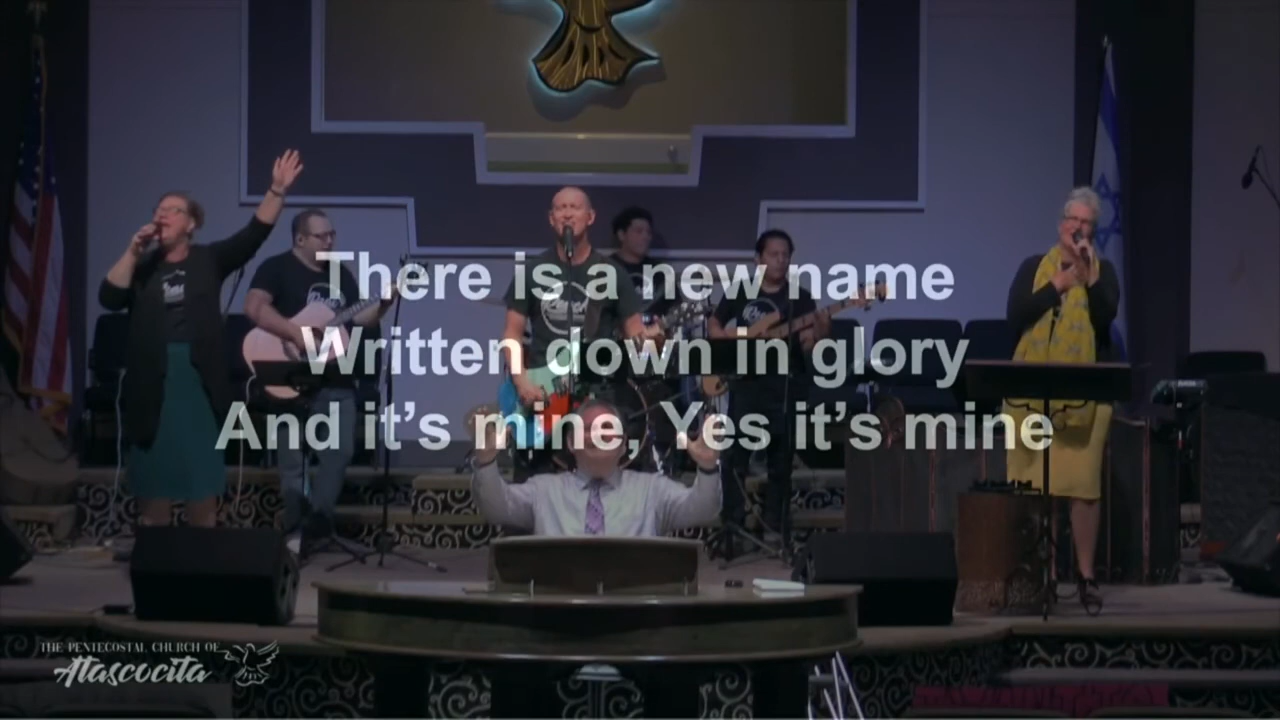 There is a new name
Written down in glory
And it's mine, Yes it's mine
THE PENTECOSTAL CHURCH OF
Atascocita